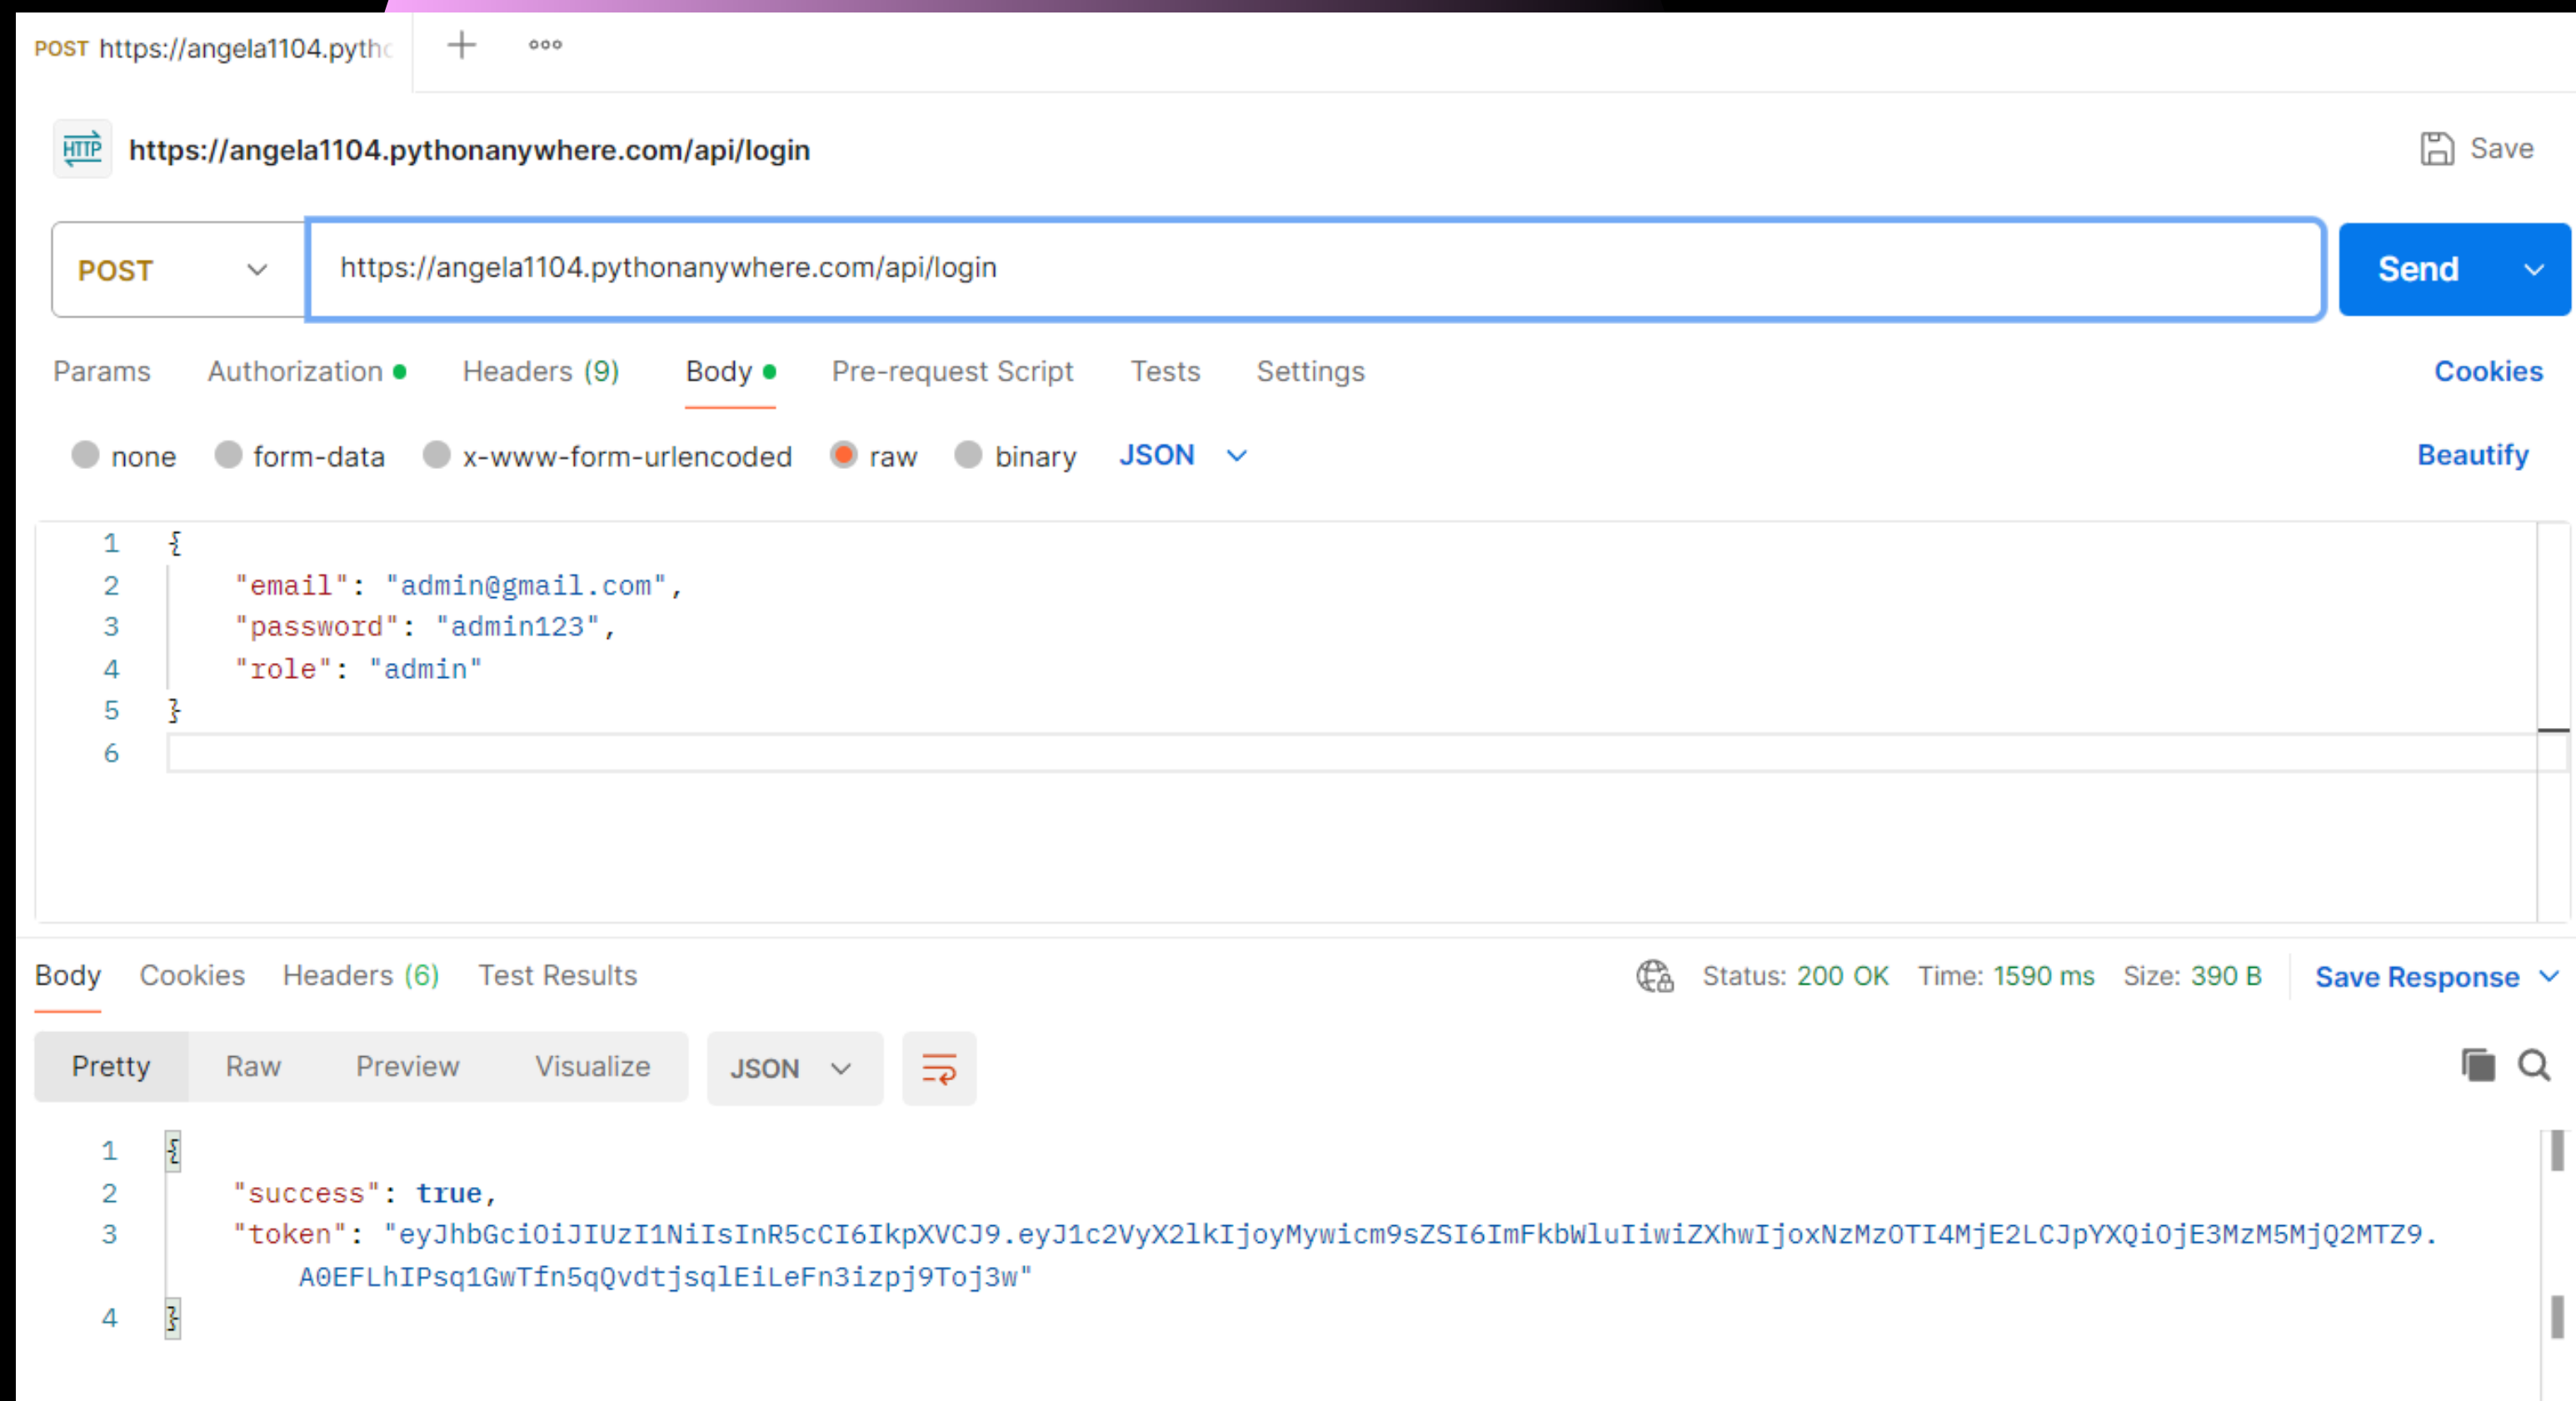 POST https://angela1104.pytho
HTTP https://angela1104.pythonanywhere.com/api/login Save
POST https://angela1104.pythonanywhere.com/api/login Send
Params Authorization Headers (9) Body Pre-request Script Tests Settings Cookies
none form-data x-www-form-urlencoded raw binary JSON Beautify
1 {
2 "email": "admin@gmail.com",
3 "password": "admin123",
4 "role": "admin"
5 }
6
Body Cookies Headers (6) Test Results Status: 200 OK Time: 1590 ms Size: 390 B Save Response
Pretty Raw Preview Visualize JSON
1 {
2 "success": true,
3 "token": "eyJhbGciOiJIUzI1NiIsInR5cCI6IkpXVCJ9.eyJ1c2VyX2lkIjoyMywicm9sZSI6ImFkbWluIiwiZXhwIjoxNzMzOTI4MjE2LCJpYXQiOjE3MzM5MjQ2MTZ9.
A0EFLhIPsq1GwTfn5qQvdtjsqlEiLeFn3izpj9Toj3w"
4 }